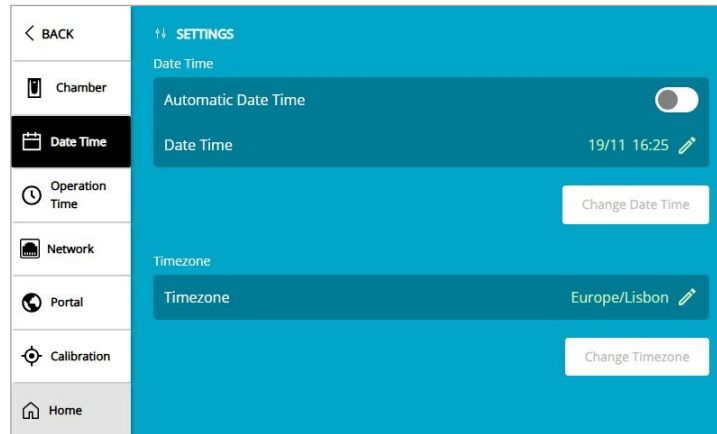 BACK
Chamber
Date Time
Operation
Time
Network
Portal
Calibration
Home
SETTINGS
Date Time
Automatic Date Time
Date Time 19/11 16:25
Change Date Time
Timezone
Timezone Europe/Lisbon
Change Timezone